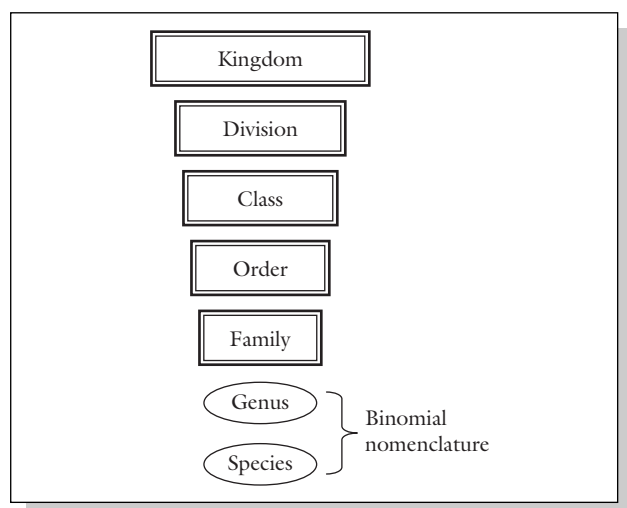 Kingdom
Division
Class
Order
Family
Genus
Species
Binomial
nomenclature